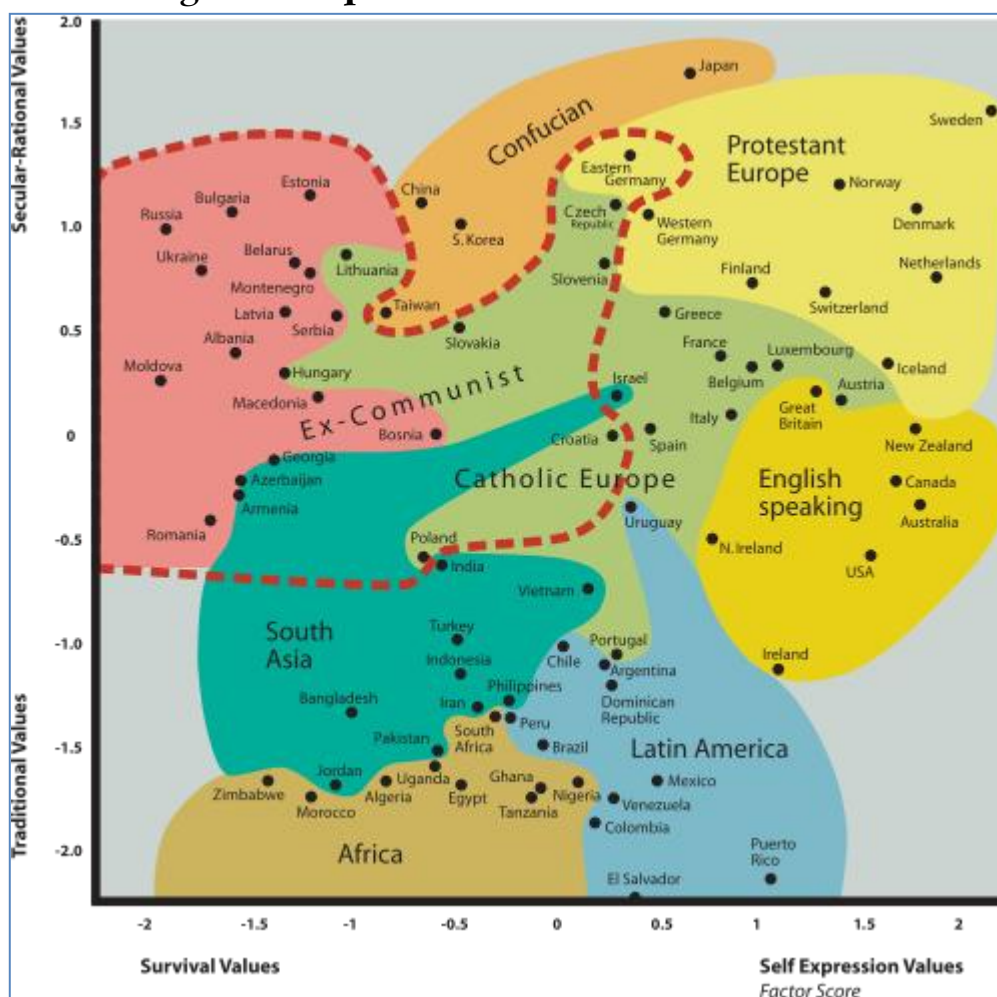 Secular-Rational Values
Traditional Values
2.0
1.5
1.0
0.5
0
-0.5
-1.0
-1.5
-2.0
Japan
Confucian
Sweden
Protestant
Europe
Eastern
Germany
Norway
Estonia
China
Bulgaria
Czech
Republic
Denmark
Russia
S. Korea
Western
Germany
Ukraine
Belarus
Lithuania
Slovenia
Finland
Netherlands
Montenegro
Switzerland
Latvia
Serbia
Taiwan
Greece
Slovakia
Albania
France
Luxembourg
Moldova
Hungary
Belgium
Iceland
Israel
Austria
Macedonia
Ex-Communist
Great
Britain
Italy
Bosnia
Croatia
Spain
New Zealand
Georgia
Catholic Europe
English
speaking
Azerbaijan
Canada
Armenia
Uruguay
Australia
Romania
N. Ireland
Poland
India
USA
Vietnam
South
Asia
Turkey
Portugal
Chile
Ireland
Indonesia
Argentina
Philippines
Dominican
Republic
Bangladesh
Iran
South
Africa
Peru
Pakistan
Brazil
Latin America
Jordan
Uganda
Ghana
Mexico
Zimbabwe
Algeria
Egypt
Nigeria
Morocco
Tanzania
Venezuela
Colombia
Africa
Puerto
Rico
El Salvador
-2
-1.5
-1
-0.5
0
0.5
1
1.5
2
Survival Values
Self Expression Values
Factor Score